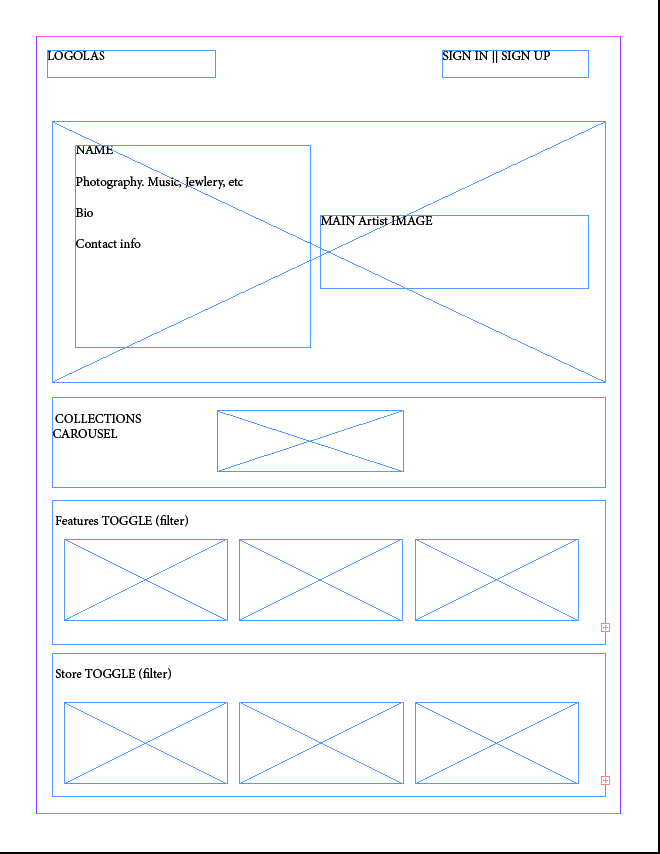 LOGOLAS
SIGN IN || SIGN UP
NAME
Photography. Music, Jewlery, etc
Bio
Contact info
MAIN Artist IMAGE
COLLECTIONS
CAROUSEL
Features TOGGLE (filter)
Store TOGGLE (filter)